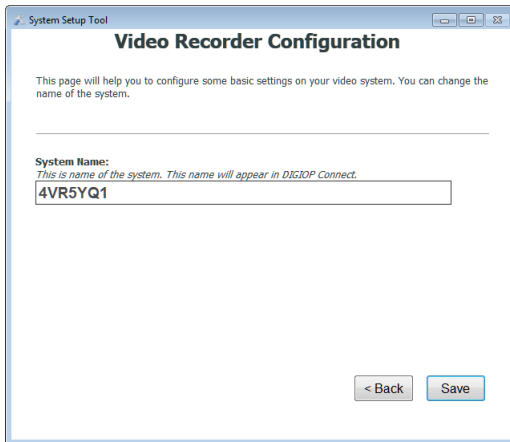 System Setup Tool
Video Recorder Configuration
This page will help you to configure some basic settings on your video system. You can change the
name of the system.
System Name:
This is name of the system. This name will appear in DIGIOP Connect.
4VR5YQ1
< Back
Save